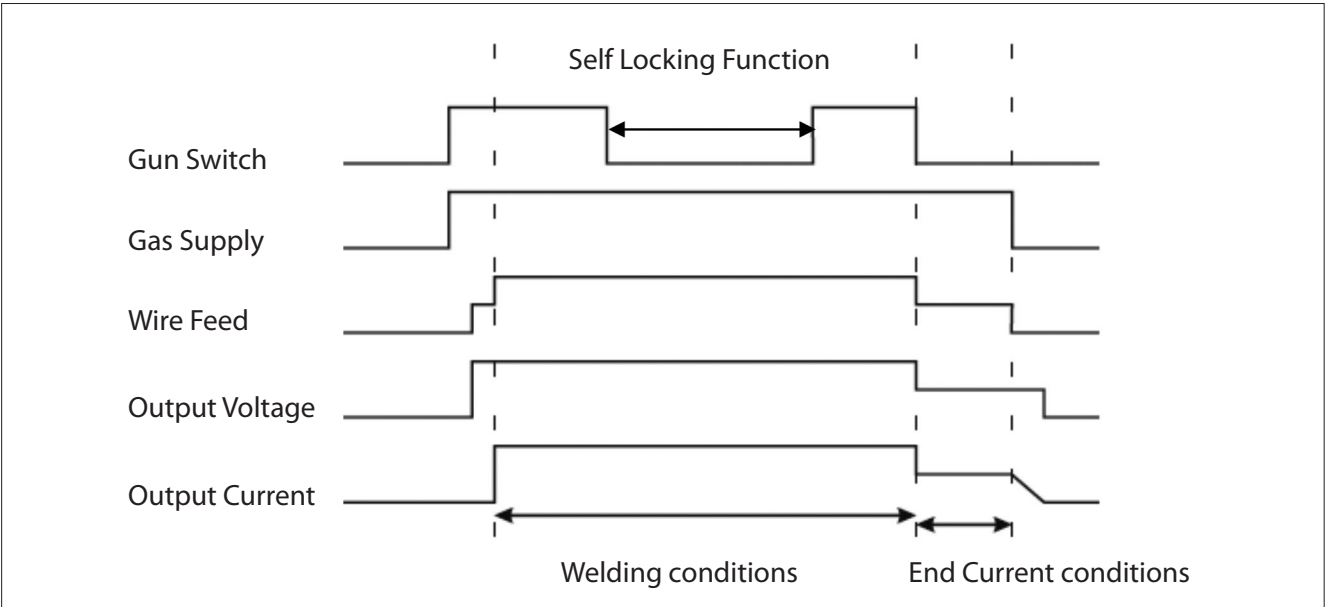 Self Locking Function
Gun Switch
Gas Supply
Wire Feed
Output Voltage
Output Current
Welding conditions
End Current conditions